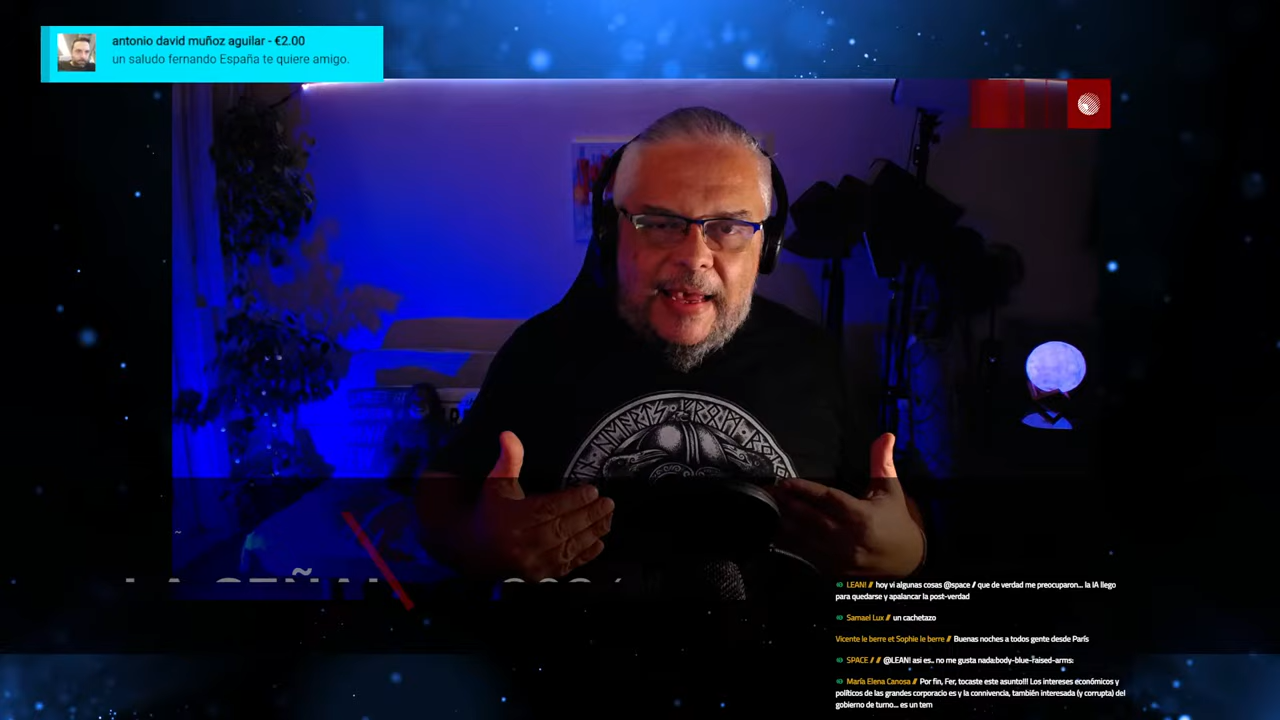 antonio david muñoz aguilar - €2.00
un saludo fernando España te quiere amigo.
LA SEÑAL
LEAN! // hoy vi algunas cosas @space // que de verdad me preocuparon... la IA llego
para quedarse y apalancar la post-verdad
Samael Lux // un cachetazo
Vicente le berre et Sophie le berre // Buenas noches a todos gente desde París
SPACE // // @LEAN! asi es.. no me gusta nada:body-blue-raised-arms:
María Elena Canosa // Por fin, Fer, tocaste este asunto!!! Los intereses económicos y
políticos de las grandes corporacio es y la connivencia, también interesada (y corrupta) del
gobierno de turno... es un tem